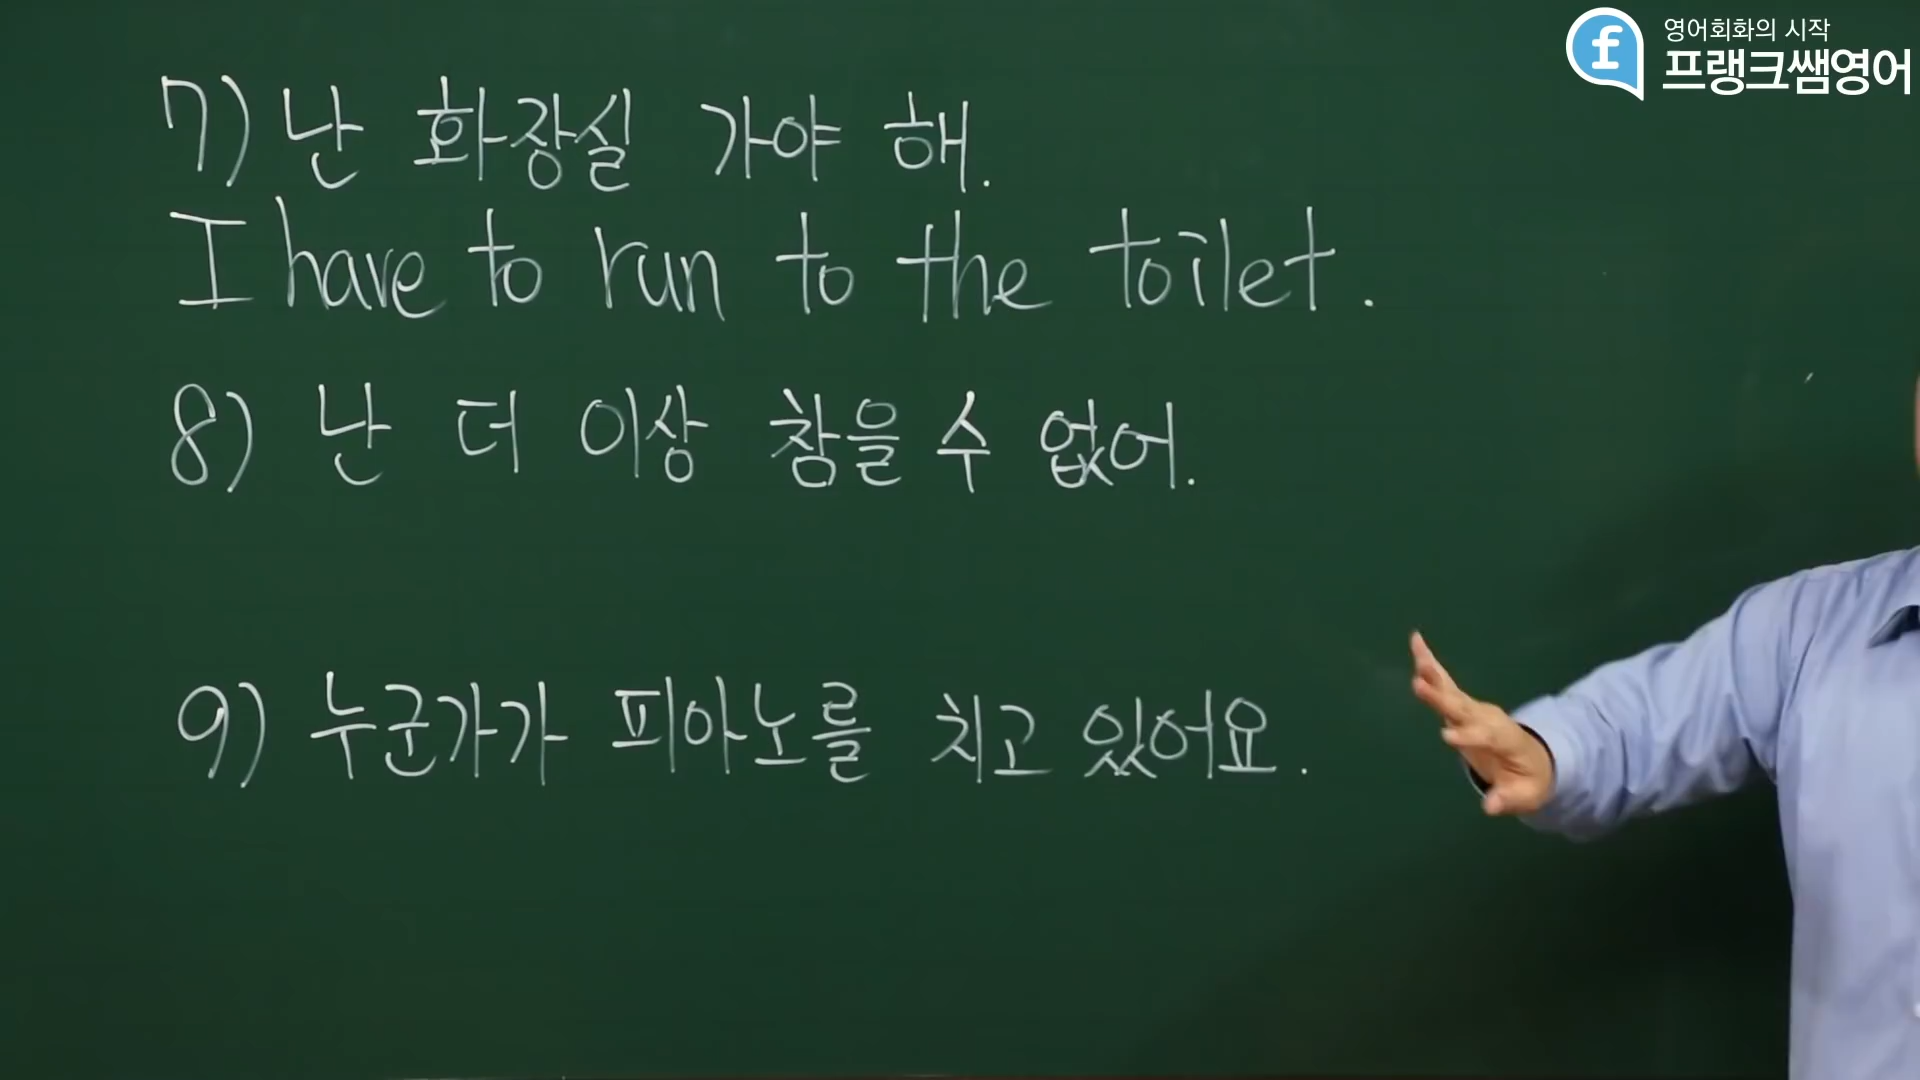 영어회화의 시작
프랭크쌤영어
7) 난 화장실 가야 해.
I have to run to the toilet.
8) 난 더 이상 참을 수 없어.
9) 누군가가 피아노를 치고 있어요.